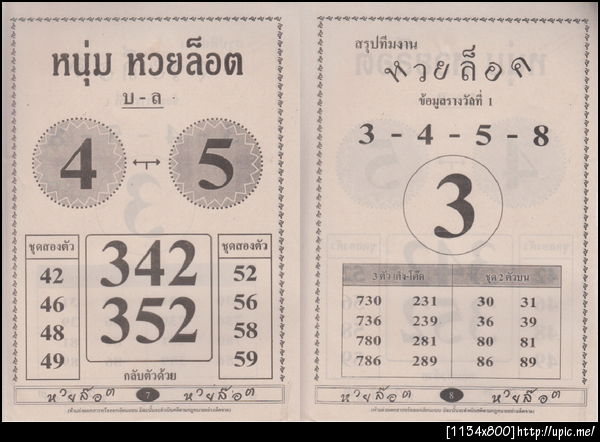 หนุ่ม หวยล็อต
บ - ล
4 ↔ 5
ชุดสองตัว
42
46
48
49
342
352
กลับตัวด้วย
ชุดสองตัว
52
56
58
59
หวยล็อต 7 หวยล็อต
สรุปทีมงาน
หวยล็อค
ข้อมูลรางวัลที่ 1
3 - 4 - 5 - 8
3
3 ตัว เต็ง-โต๊ด ชุด 2 ตัวบน
730 231 30 31
736 239 36 39
780 281 80 81
786 289 86 89
หวยล็อต 8 หวยล็อต
[1134x800]http://upic.me/